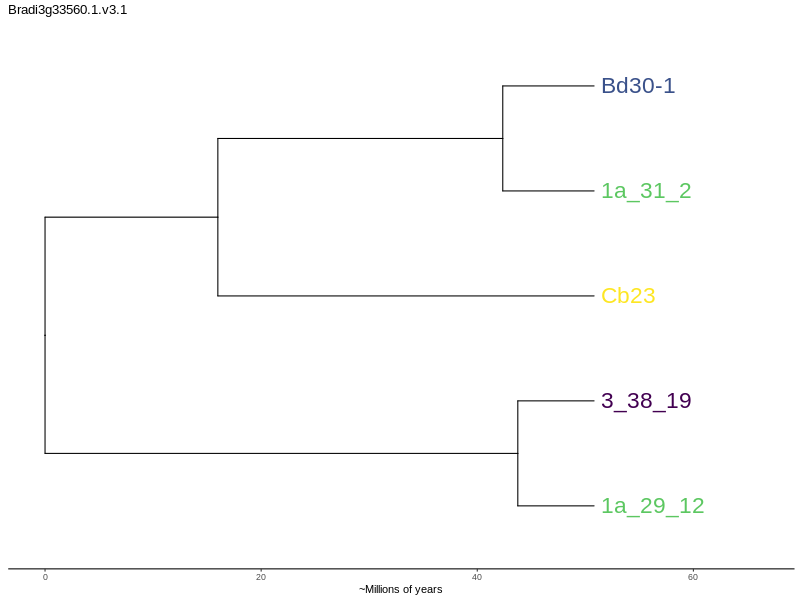 Bradi3g33560.1.v3.1
Bd30-1
1a_31_2
Cb23
3_38_19
1a_29_12
0 20 40 60
~Millions of years